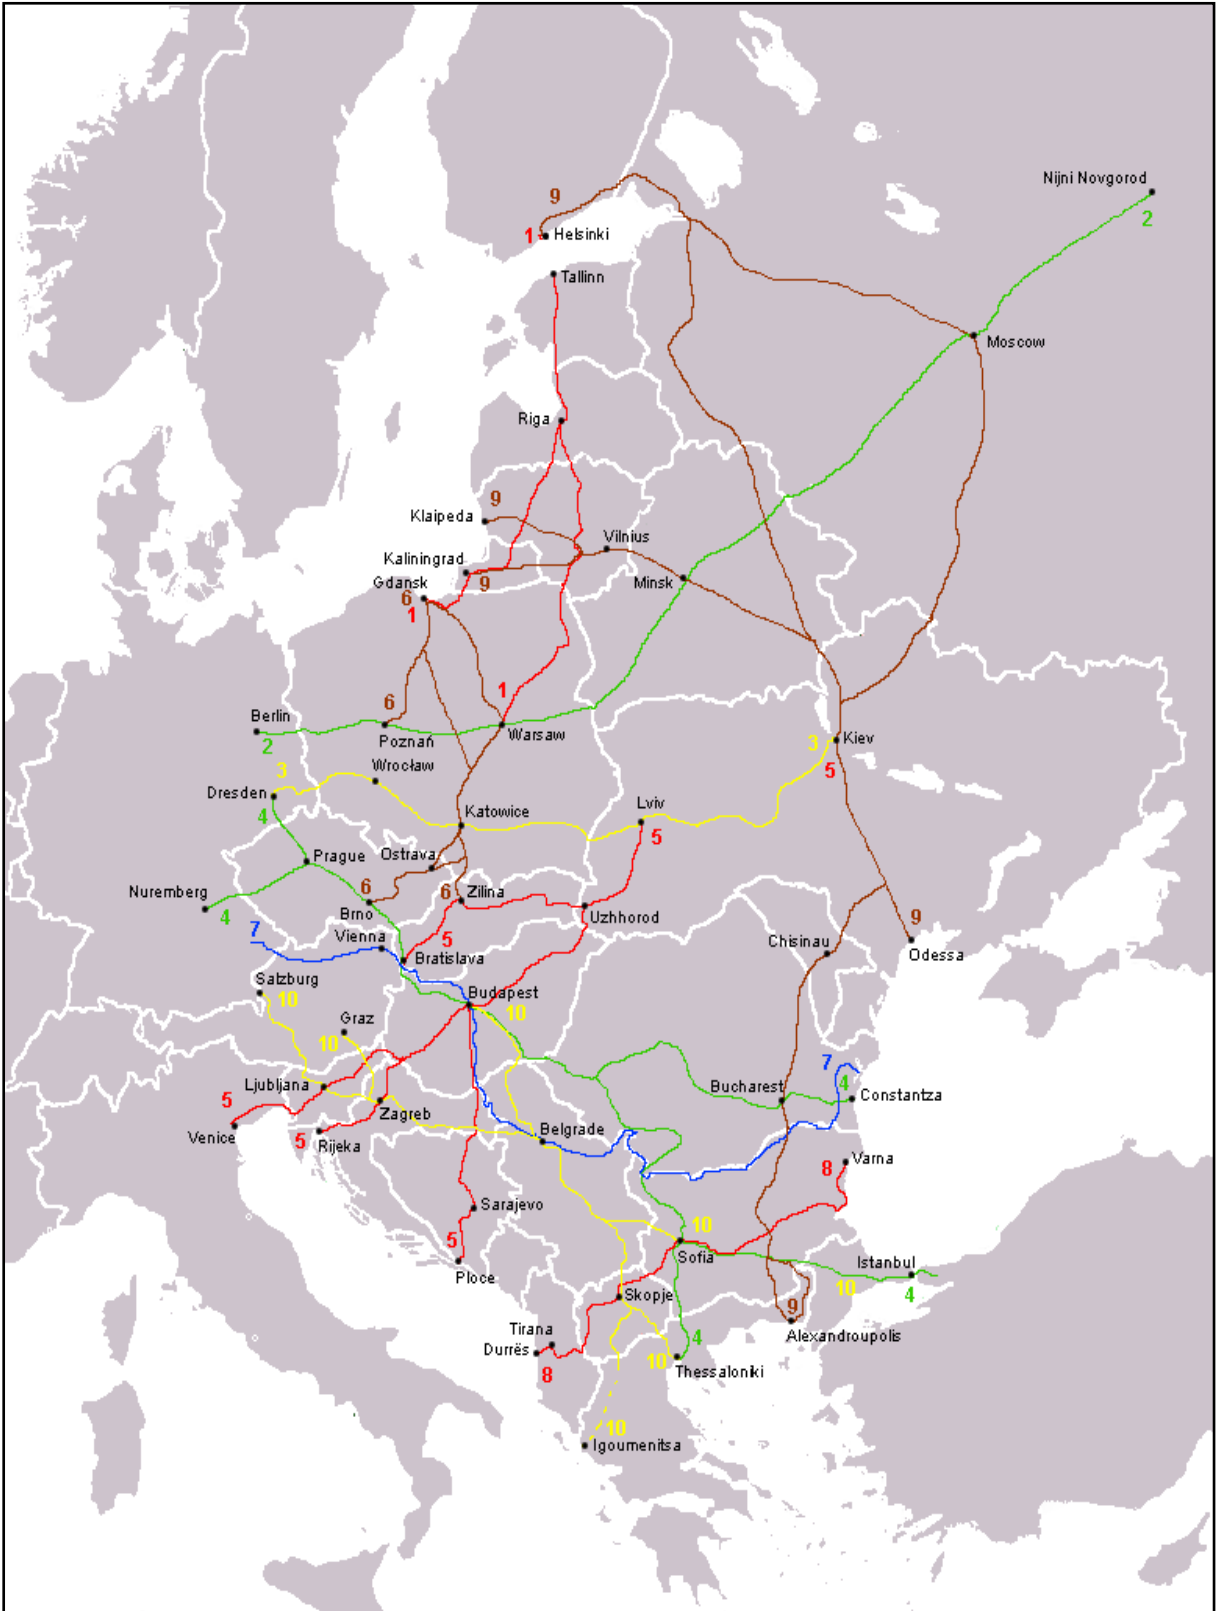 Nijni Novgorod
9
2
1 Helsinki
Tallinn
Moscow
Riga
9
Klaipeda
Vilnius
Kaliningrad
Minsk
Gdansk
9
6
1
1
6
Berlin
2
Poznań
Warsaw
3
Kiev
5
Wrocław
3
Dresden
4
Katowice
Lviv
5
Prague
Ostrava
Nuremberg
4
6
Brno
6
Zilina
Uzhhorod
7
Vienna
5
Bratislava
Chisinau
9
Odessa
Salzburg
10
Budapest
10
Graz
10
7
Ljubljana
Bucharest
4
Constantza
5
Zagreb
Venice
5
Rijeka
Belgrade
Varna
8
Sarajevo
5
10
Sofia
Ploce
Istanbul
10
4
Skopje
9
Alexandroupolis
Tirana
Durrës
8
4
10
Thessaloniki
10
Igoumenitsa